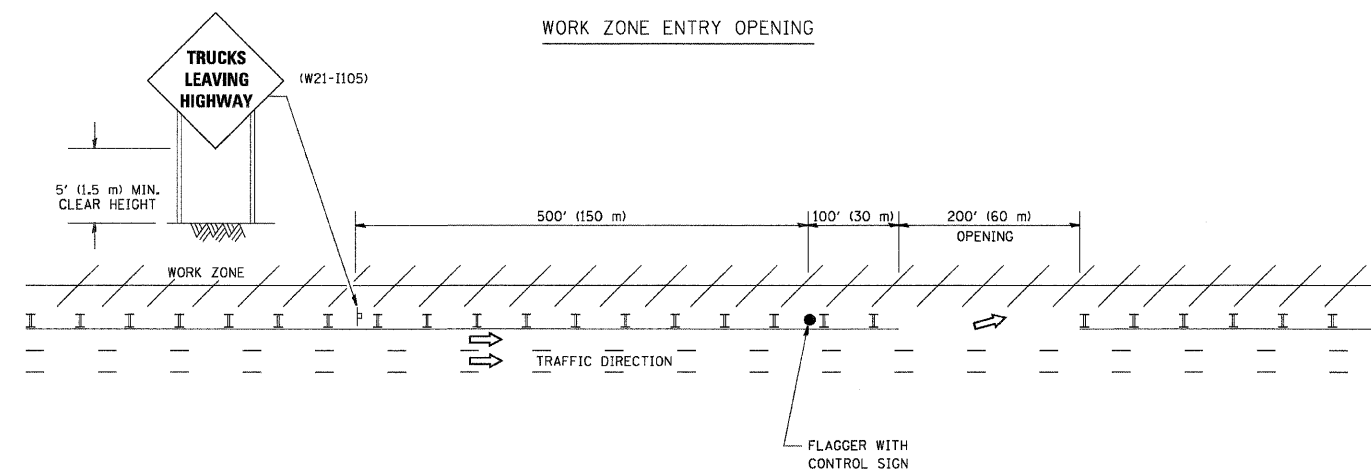 WORK ZONE ENTRY OPENING
TRUCKS
LEAVING
HIGHWAY
(W21-I105)
5' (1.5 m) MIN.
CLEAR HEIGHT
500' (150 m)
100' (30 m)
200' (60 m)
OPENING
WORK ZONE
TRAFFIC DIRECTION
FLAGGER WITH
CONTROL SIGN